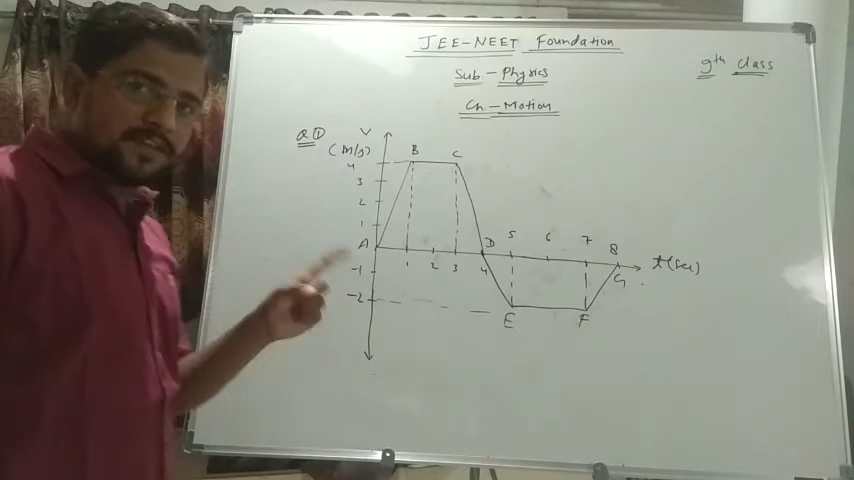 JEE-NEET Foundation
Sub - Physics
9th class
Ch - Motion
Q ①
V
(m/s)
B
C
4
3
2
1
A
D
5
6
7
8
1
2
3
4
t (sec)
-1
G
-2
E
F